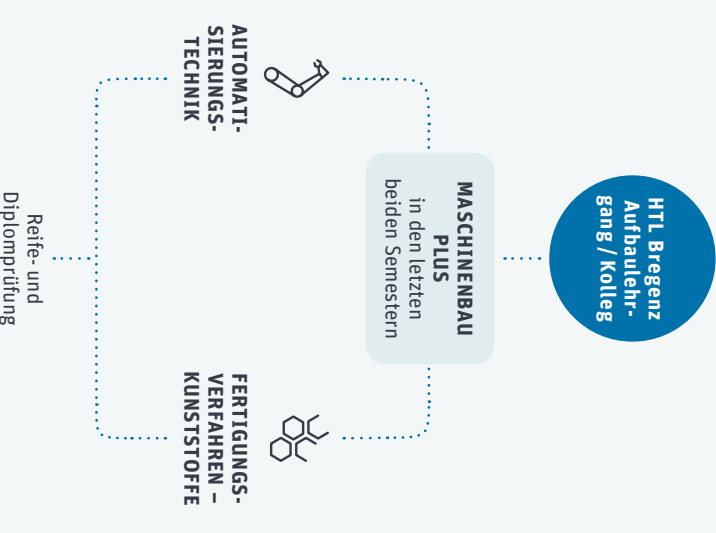 HTL Bregenz
Aufbaulehr-
gang / Kolleg
MASCHINENBAU
PLUS
in den letzten
beiden Semestern
AUTOMATI-
SIERUNGS-
TECHNIK
FERTIGUNGS-
VERFAHREN –
KUNSTSTOFFE
Reife- und
Diplomprüfung